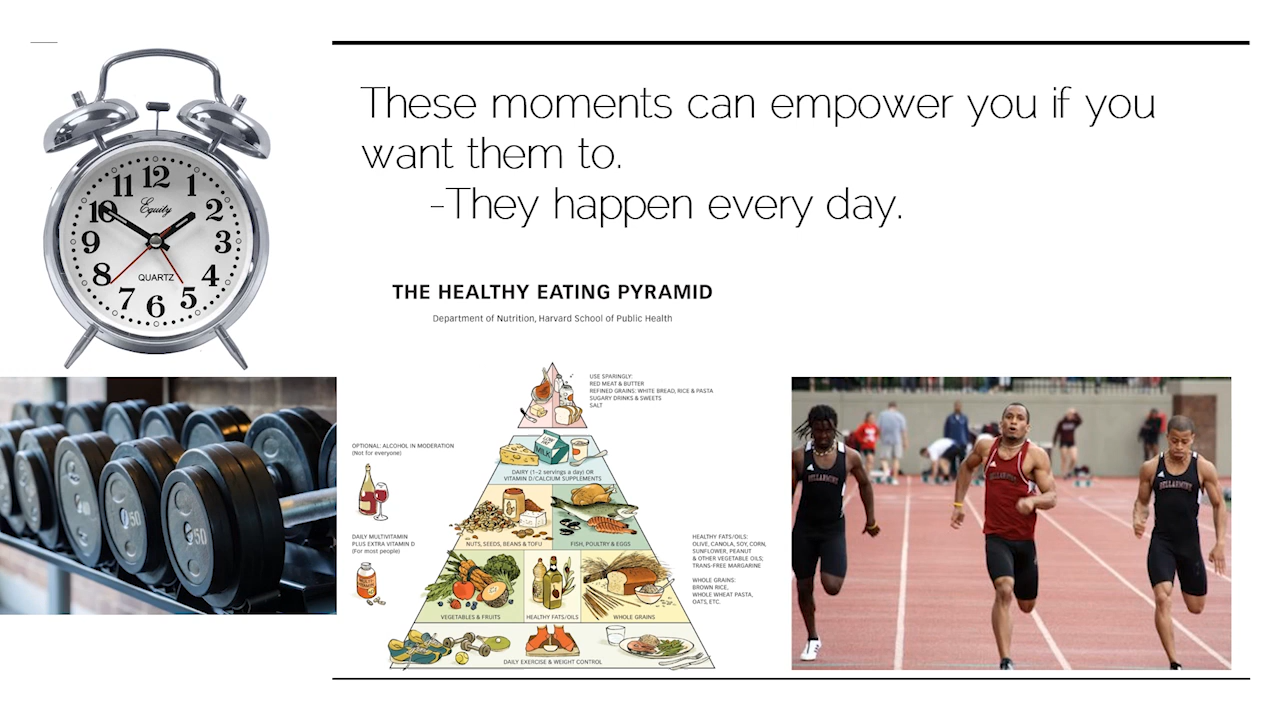 These moments can empower you if you
want them to.
-They happen every day.
12
11
1
10
Equity
2
9
3
8
QUARTZ
4
7
5
6
THE HEALTHY EATING PYRAMID
Department of Nutrition, Harvard School of Public Health
USE SPARINGLY:
RED MEAT & BUTTER
REFINED GRAINS: WHITE BREAD, RICE & PASTA
SUGARY DRINKS & SWEETS
SALT
OPTIONAL: ALCOHOL IN MODERATION
(Not for everyone)
LOW FAT
MILK
DAIRY (1-2 servings a day) OR
VITAMIN D/CALCIUM SUPPLEMENTS
DAILY MULTIVITAMIN
PLUS EXTRA VITAMIN D
(For most people)
NUTS, SEEDS, BEANS & TOFU
FISH, POULTRY & EGGS
HEALTHY FATS/OILS:
OLIVE, CANOLA, SOY, CORN,
SUNFLOWER, PEANUT
& OTHER VEGETABLE OILS;
TRANS-FREE MARGARINE
WHOLE GRAINS:
BROWN RICE,
WHOLE WHEAT PASTA,
OATS, ETC.
VEGETABLES & FRUITS
HEALTHY FATS/OILS
WHOLE GRAINS
DAILY EXERCISE & WEIGHT CONTROL
50
50
BELLARMINE
BELLARMINE
BELLARMINE